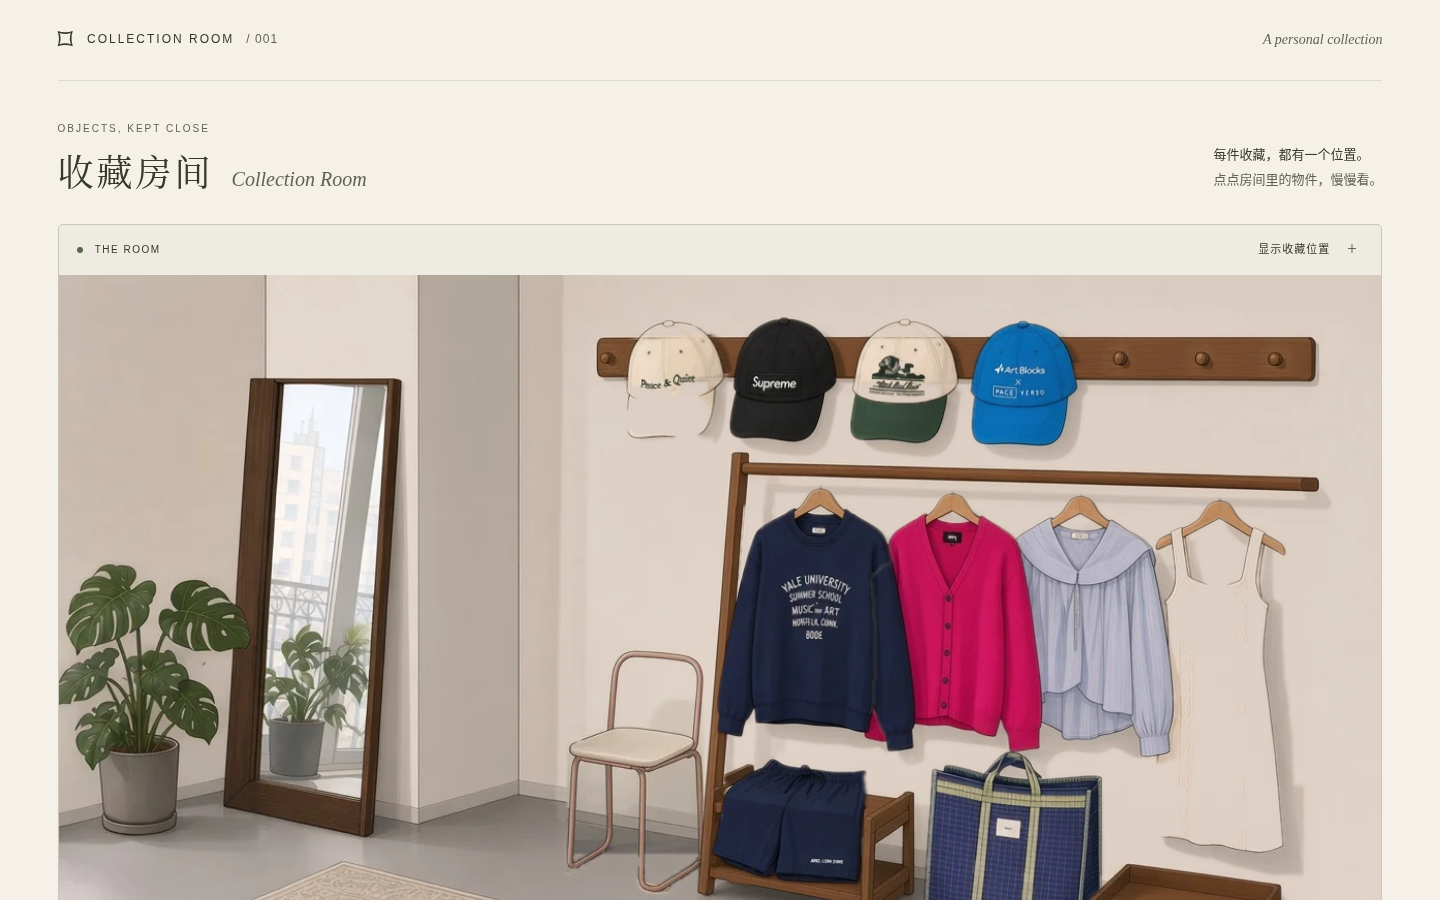 COLLECTION ROOM / 001
A personal collection
OBJECTS, KEPT CLOSE
收藏房间 Collection Room
每件收藏，都有一个位置。
点点房间里的物件，慢慢看。
THE ROOM
显示收藏位置 +
Peace & Quiet
Supreme
Art Blocks
×
PACE VERSO
YALE UNIVERSITY
SUMMER SCHOOL
MUSIC ART
BODE